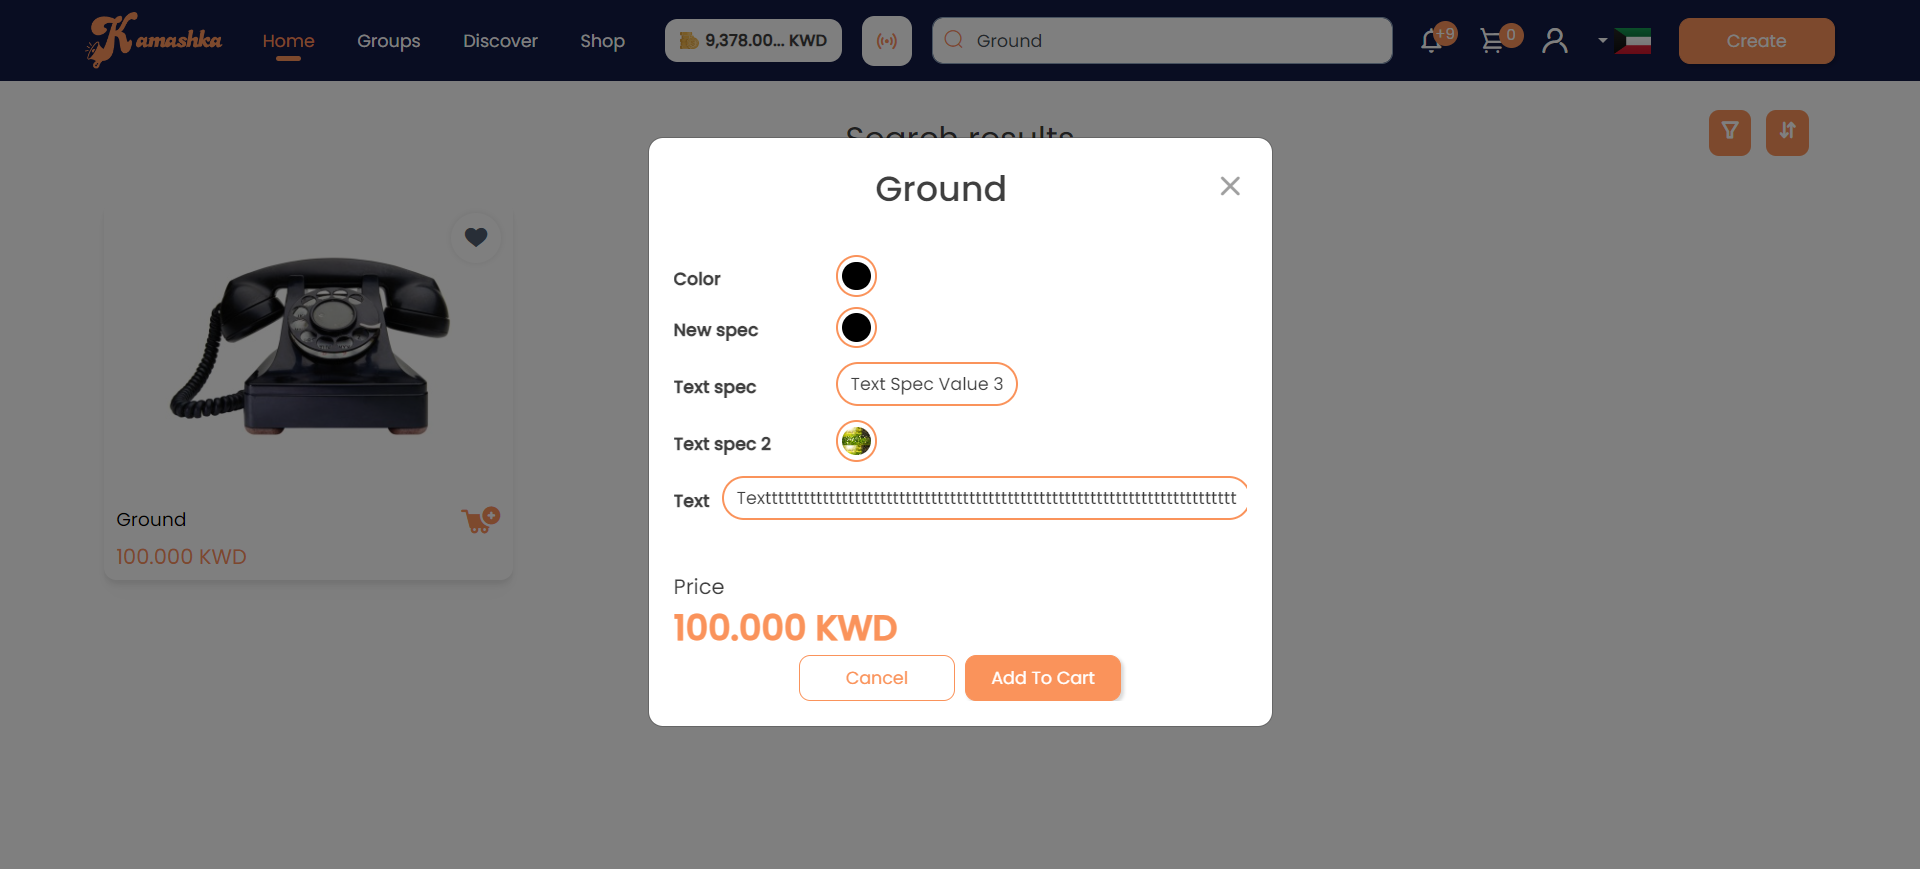 Kamashka
Home
Groups
Discover
Shop
9,378.00... KWD
Ground
+9
0
Create
Search results
Ground
Color
New spec
Text spec
Text Spec Value 3
Text spec 2
Text
Price
100.000 KWD
Cancel
Add To Cart
Ground
100.000 KWD